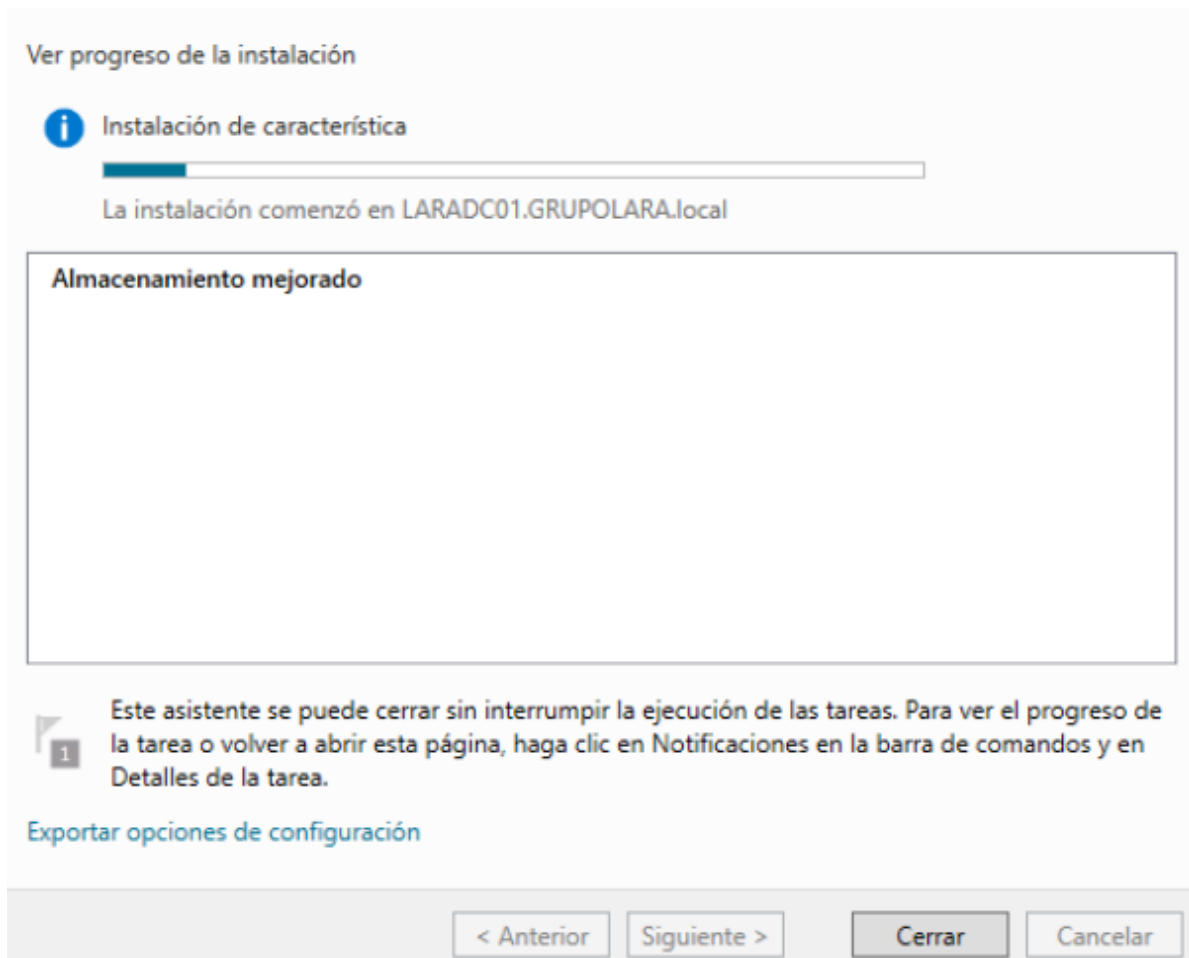 Ver progreso de la instalación
Instalación de característica
La instalación comenzó en LARADC01.GRUPOLARA.local
Almacenamiento mejorado
Este asistente se puede cerrar sin interrumpir la ejecución de las tareas. Para ver el progreso de
la tarea o volver a abrir esta página, haga clic en Notificaciones en la barra de comandos y en
Detalles de la tarea.
1
Exportar opciones de configuración
< Anterior
Siguiente >
Cerrar
Cancelar